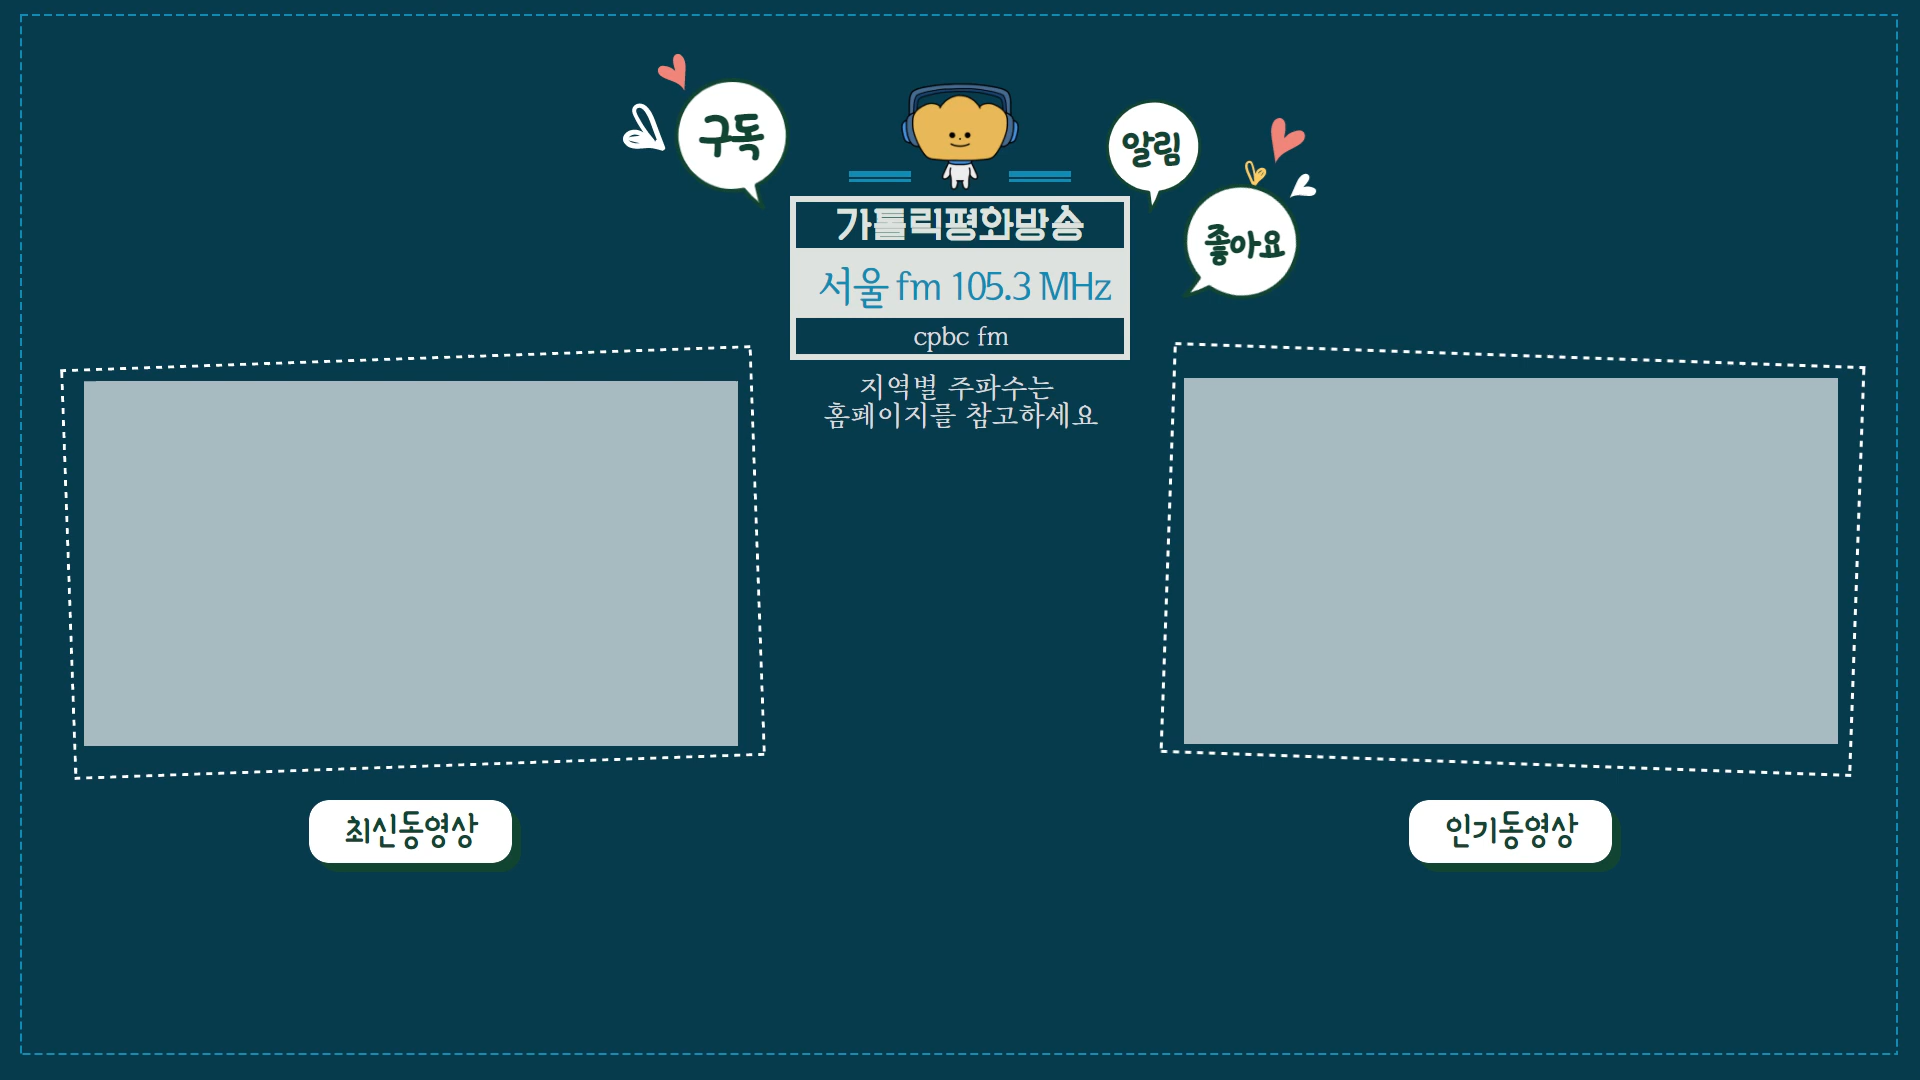 구독
알림
좋아요
가톨릭평화방송
서울 fm 105.3 MHz
cpbc fm
지역별 주파수는
홈페이지를 참고하세요
최신동영상
인기동영상